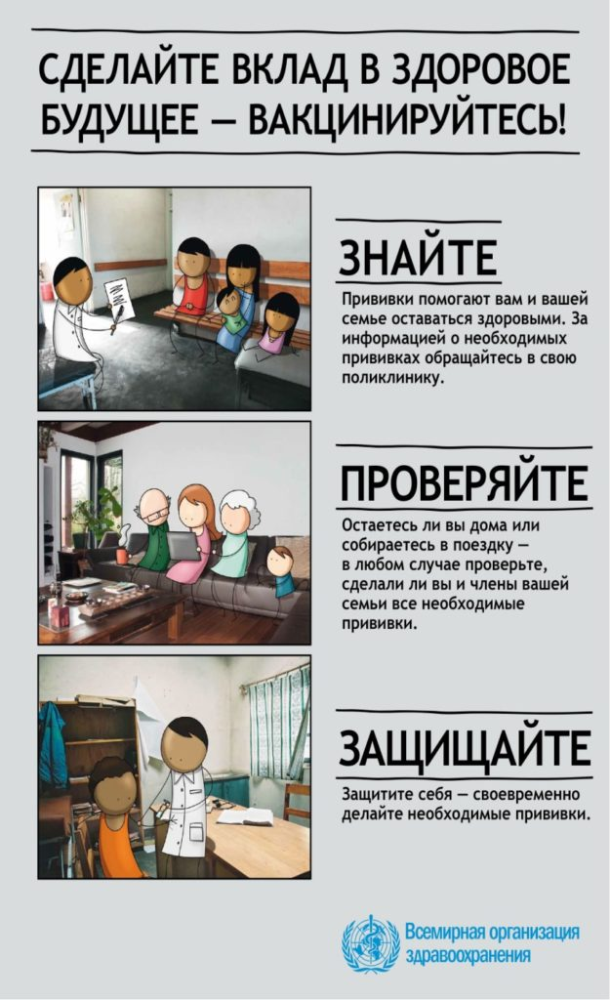 СДЕЛАЙТЕ ВКЛАД В ЗДОРОВОЕ
БУДУЩЕЕ – ВАКЦИНИРУЙТЕСЬ!
ЗНАЙТЕ
Прививки помогают вам и вашей
семье оставаться здоровыми. За
информацией о необходимых
прививках обращайтесь в свою
поликлинику.
ПРОВЕРЯЙТЕ
Остаетесь ли вы дома или
собираетесь в поездку –
в любом случае проверьте,
сделали ли вы и члены вашей
семьи все необходимые
прививки.
ЗАЩИЩАЙТЕ
Защитите себя – своевременно
делайте необходимые прививки.
Всемирная организация
здравоохранения